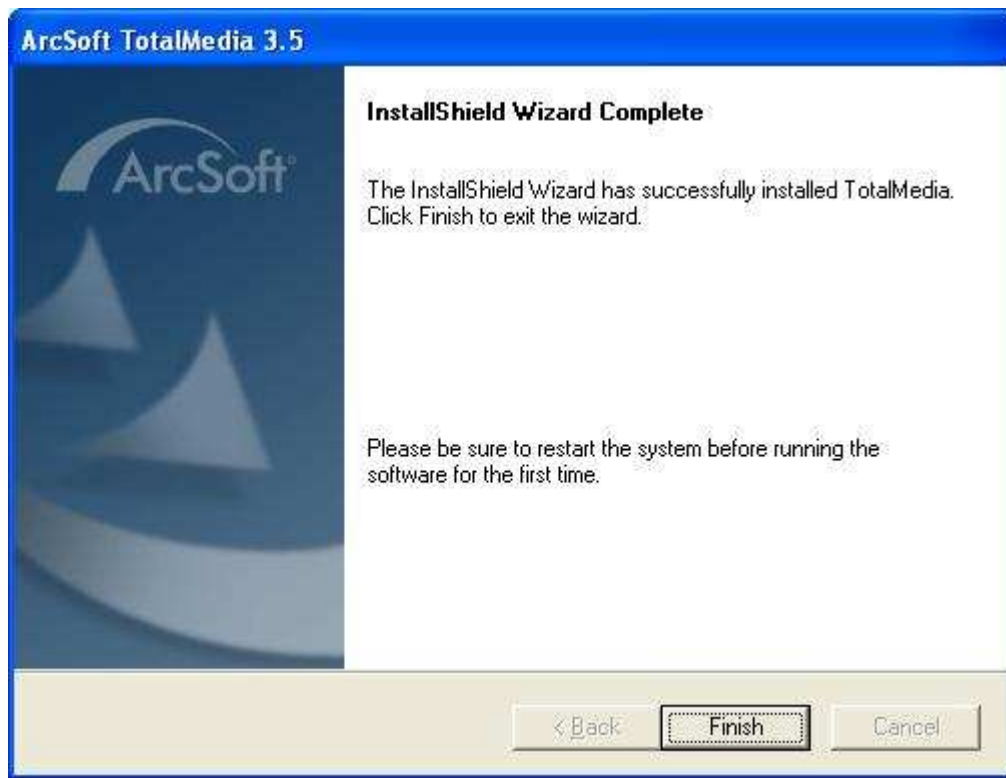 ArcSoft TotalMedia 3.5
ArcSoft®
InstallShield Wizard Complete
The InstallShield Wizard has successfully installed TotalMedia.
Click Finish to exit the wizard.
Please be sure to restart the system before running the
software for the first time.
< Back
Finish
Cancel